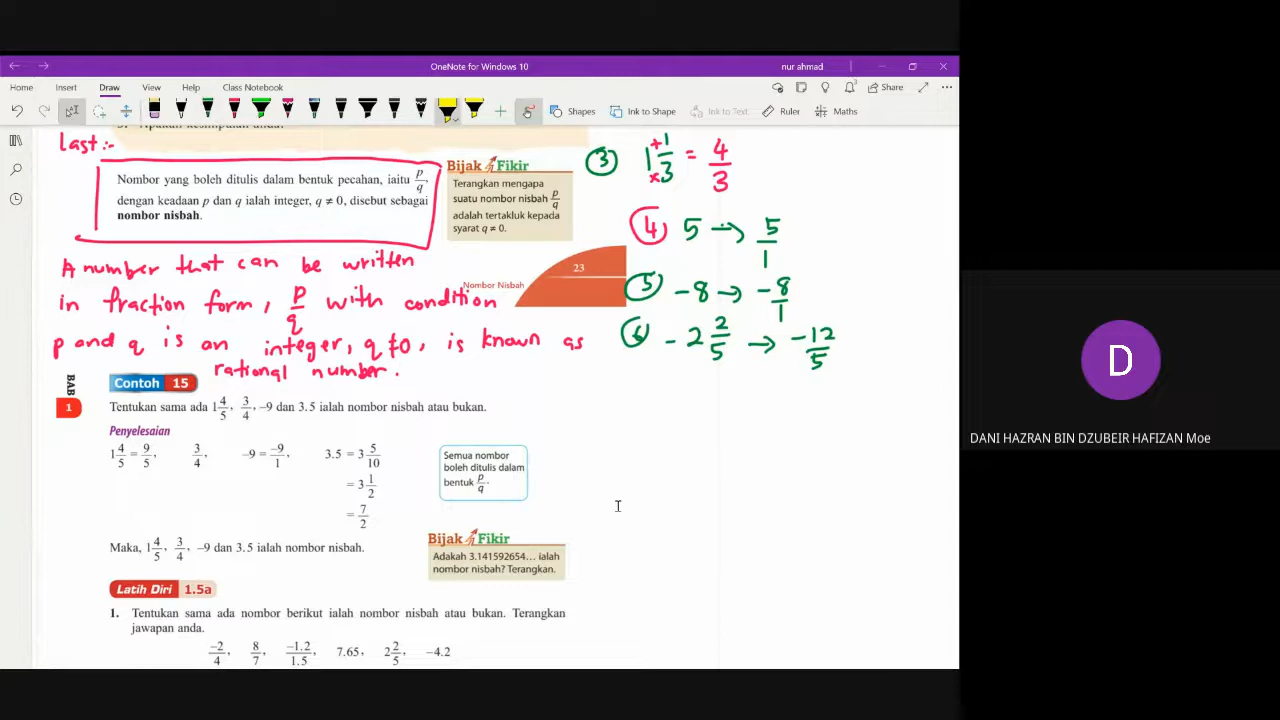 OneNote for Windows 10
nur ahmad
Home Insert Draw View Help Class Notebook
Share
Shapes Ink to Shape Ink to Text Ruler Maths
Last :-
Nombor yang boleh ditulis dalam bentuk pecahan, iaitu p/q,
dengan keadaan p dan q ialah integer, q ≠ 0, disebut sebagai
nombor nisbah.
Bijak Fikir
Terangkan mengapa
suatu nombor nisbah p/q
adalah tertakluk kepada
syarat q ≠ 0.
23
Nombor Nisbah
A number that can be written
in fraction form, p/q with condition
p and q is an integer, q ≠ 0, is known as
rational number.
③ 1 + 1/3 × = 4/3
④ 5 → 5/1
⑤ -8 → -8/1
⑥ -2 2/5 → -12/5
BAB
1
Contoh 15
Tentukan sama ada 1 4/5, 3/4, –9 dan 3.5 ialah nombor nisbah atau bukan.
Penyelesaian
1 4/5 = 9/5, 3/4, –9 = –9/1, 3.5 = 3 5/10
= 3 1/2
= 7/2
Semua nombor
boleh ditulis dalam
bentuk p/q.
Maka, 1 4/5, 3/4, –9 dan 3.5 ialah nombor nisbah.
Bijak Fikir
Adakah 3.141592654... ialah
nombor nisbah? Terangkan.
Latih Diri 1.5a
1. Tentukan sama ada nombor berikut ialah nombor nisbah atau bukan. Terangkan
jawapan anda.
–2/4, 8/7, –1.2/1.5, 7.65, 2 2/5, –4.2
D
DANI HAZRAN BIN DZUBEIR HAFIZAN Moe